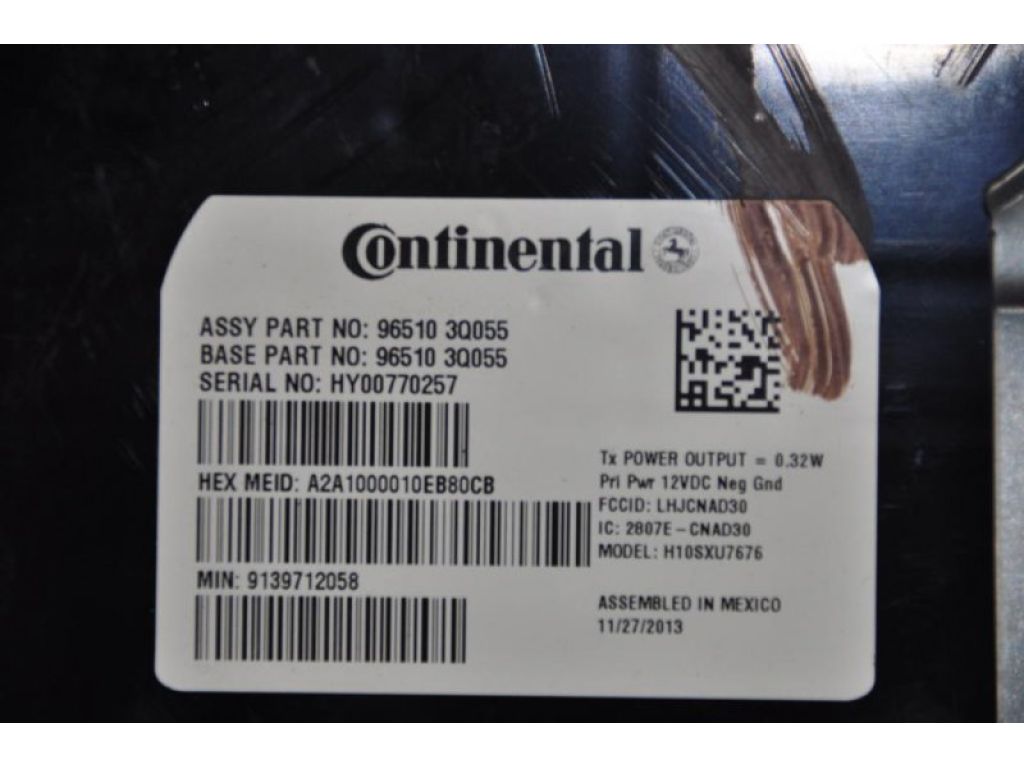 Continental
ASSY PART NO: 96510 3Q055
BASE PART NO: 96510 3Q055
SERIAL NO: HY00770257
HEX MEID: A2A1000010EB80CB
MIN: 9139712058
Tx POWER OUTPUT = 0.32W
Pri Pwr 12VDC Neg Gnd
FCCID: LHJCNAD30
IC: 2807E-CNAD30
MODEL: H10SXU7676
ASSEMBLED IN MEXICO
11/27/2013